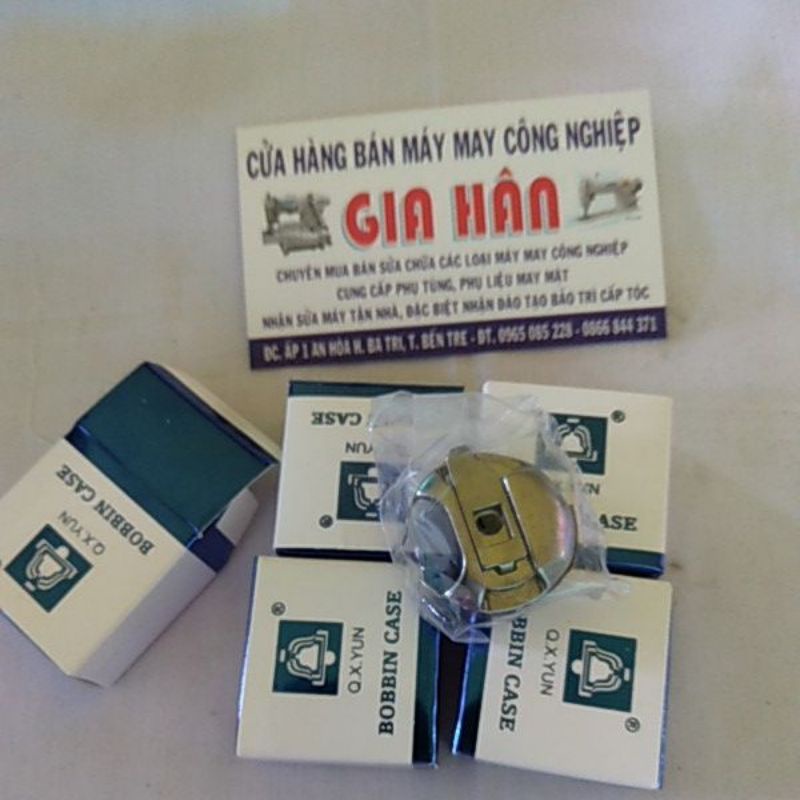 CỬA HÀNG BÁN MÁY MAY CÔNG NGHIỆP
GIA HÂN
CHUYÊN MUA BÁN SỬA CHỮA CÁC LOẠI MÁY MAY CÔNG NGHIỆP
CUNG CẤP PHỤ TÙNG, PHỤ LIỆU MAY MẶT
NHẬN SỬA MÁY TẬN NHÀ, ĐẶC BIỆT NHẬN ĐÀO TẠO BẢO TRÌ CẤP TỐC
ĐC. ẤP 1 AN HÒA H. BA TRI, T. BẾN TRE - ĐT. 0965 085 228 - 0866 844 371
CASE
YUN
®
®
ASE
BOBBIN CASE
Q.X.YUN
®
Q.X.YUN
BOBBIN CASE
®
Q.X.YUN
OBBIN CASE